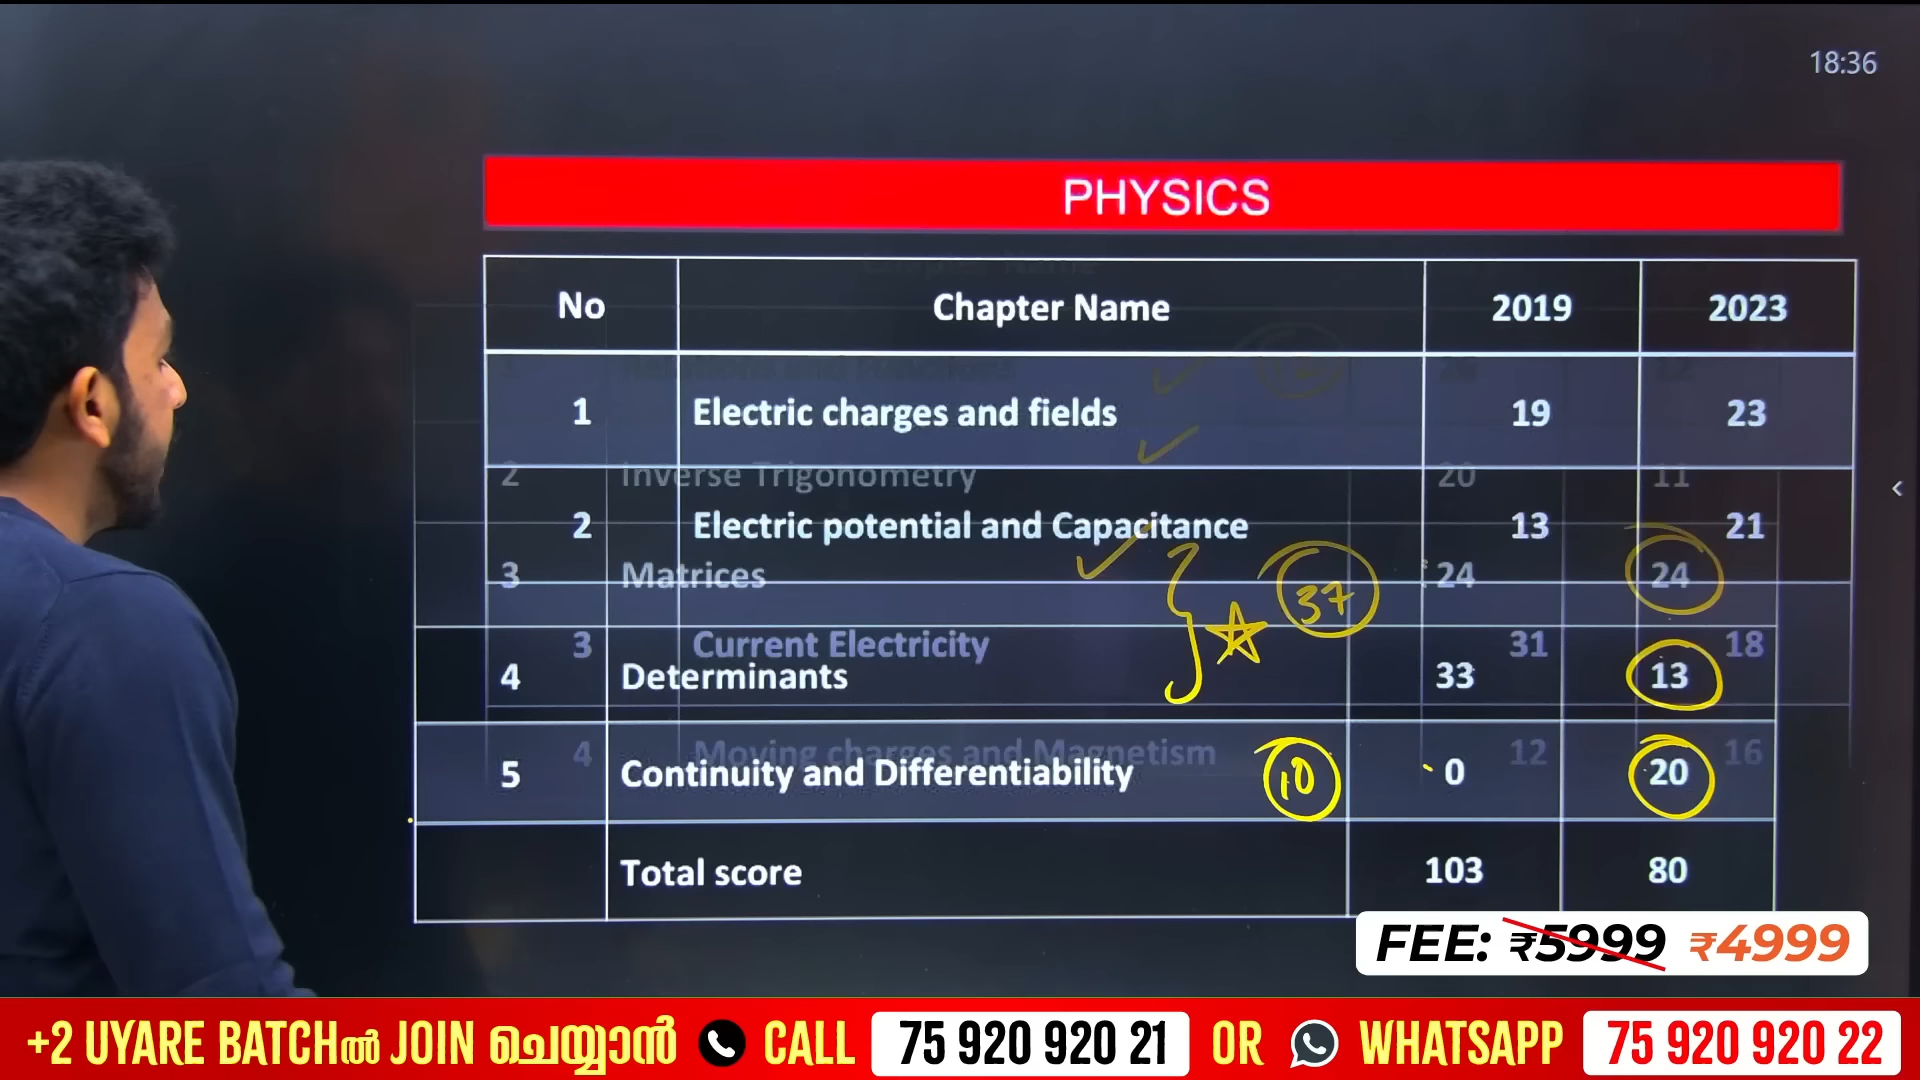 18:36
PHYSICS
No Chapter Name 2019 2023
1 Electric charges and fields 19 23
2 Inverse Trigonometry 20 11
2 Electric potential and Capacitance 13 21
3 Matrices 24 24
37
3 Current Electricity 31 18
4 Determinants 33 13
4 Moving charges and Magnetism 12 16
5 Continuity and Differentiability 10 0 20
Total score 103 80
FEE: ₹5999 ₹4999
+2 UYARE BATCHൽ JOIN ചെയ്യാൻ CALL 75 920 920 21 OR WHATSAPP 75 920 920 22